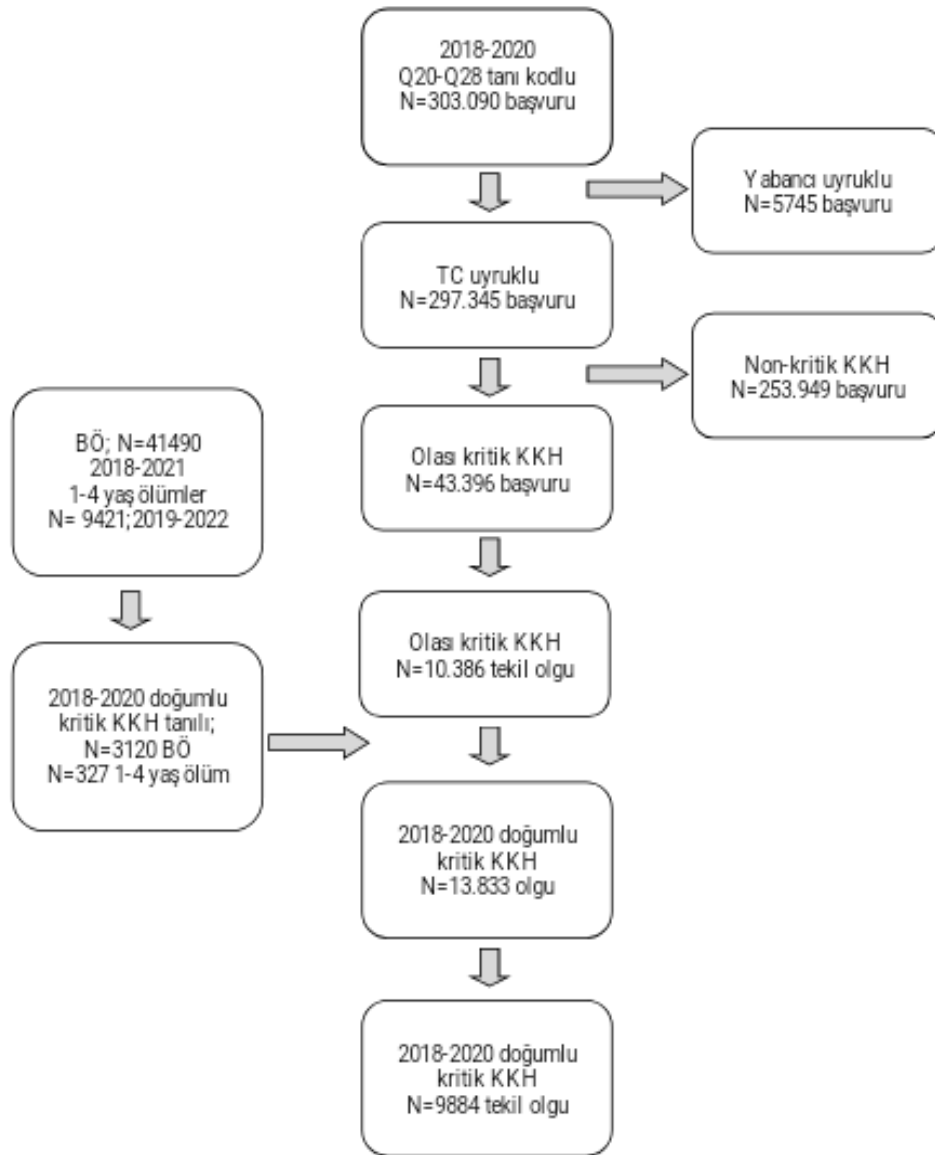 2018-2020
Q20-Q28 tanı kodlu
N=303.090 başvuru
Yabancı uyruklu
N=5745 başvuru
TC uyruklu
N=297.345 başvuru
Non-kritik KKH
N=253.949 başvuru
BÖ; N=41490
2018-2021
1-4 yaş ölümler
N= 9421;2019-2022
Olası kritik KKH
N=43.396 başvuru
Olası kritik KKH
N=10.386 tekil olgu
2018-2020 doğumlu
kritik KKH tanılı;
N=3120 BÖ
N=327 1-4 yaş ölüm
2018-2020 doğumlu
kritik KKH
N=13.833 olgu
2018-2020 doğumlu
kritik KKH
N=9884 tekil olgu